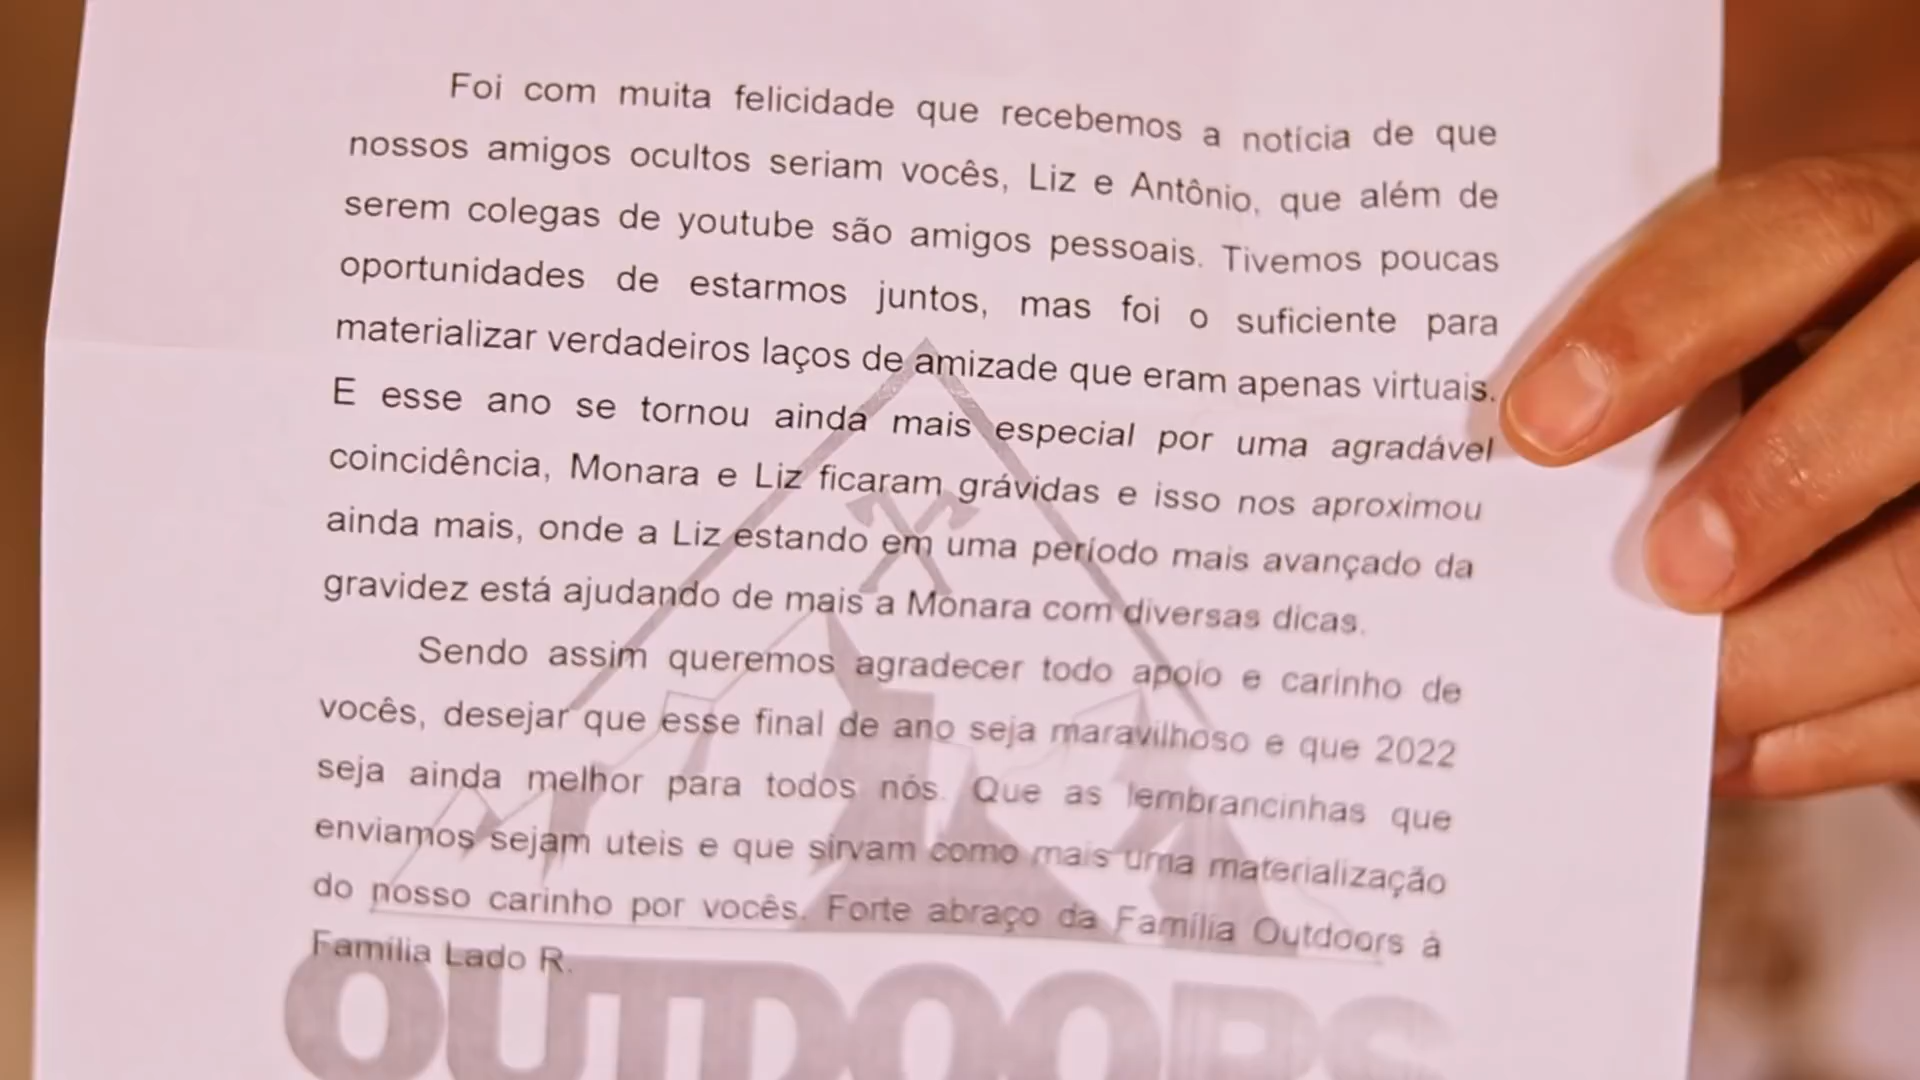 Foi com muita felicidade que recebemos a notícia de que
nossos amigos ocultos seriam vocês, Liz e Antônio, que além de
serem colegas de youtube são amigos pessoais. Tivemos poucas
oportunidades de estarmos juntos, mas foi o suficiente para
materializar verdadeiros laços de amizade que eram apenas virtuais.
E esse ano se tornou ainda mais especial por uma agradável
coincidência, Monara e Liz ficaram grávidas e isso nos aproximou
ainda mais, onde a Liz estando em uma período mais avançado da
gravidez está ajudando de mais a Monara com diversas dicas.
Sendo assim queremos agradecer todo apoio e carinho de
vocês, desejar que esse final de ano seja maravilhoso e que 2022
seja ainda melhor para todos nós. Que as lembrancinhas que
enviamos sejam uteis e que sirvam como mais uma materialização
do nosso carinho por vocês. Forte abraço da Família Outdoors à
Família Lado R.
OUTDOORS